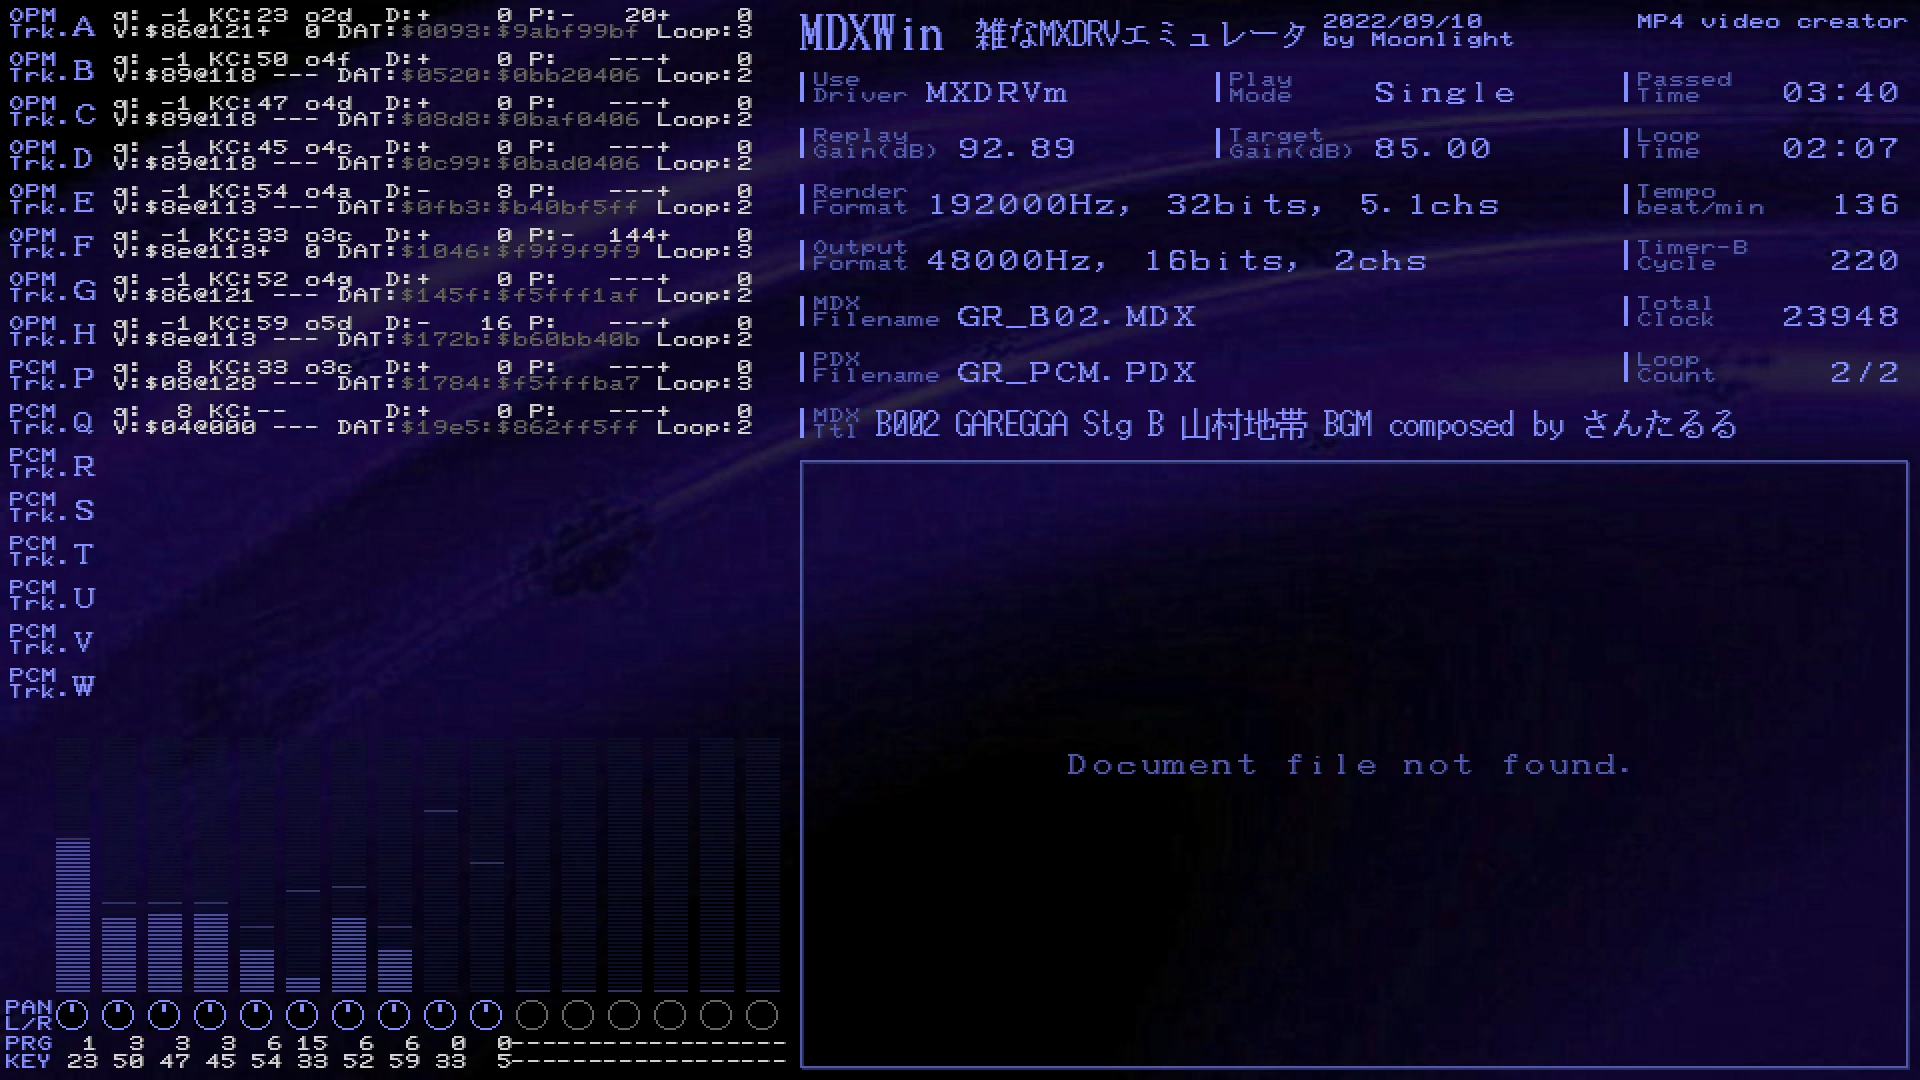 OPM Trk.A q: -1 KC:23 o2d D:+ 0 P:- 20+ 0
V:$86@121+ 0 DAT:$0093:$9abf99bf Loop:3
OPM Trk.B q: -1 KC:50 o4f D:+ 0 P: ---+ 0
V:$89@118 --- DAT:$0520:$0bb20406 Loop:2
OPM Trk.C q: -1 KC:47 o4d D:+ 0 P: ---+ 0
V:$89@118 --- DAT:$08d8:$0baf0406 Loop:2
OPM Trk.D q: -1 KC:45 o4c D:+ 0 P: ---+ 0
V:$89@118 --- DAT:$0c99:$0bad0406 Loop:2
OPM Trk.E q: -1 KC:54 o4a D:- 8 P: ---+ 0
V:$8e@113 --- DAT:$0fb3:$b40bf5ff Loop:2
OPM Trk.F q: -1 KC:33 o3c D:+ 0 P:- 144+ 0
V:$8e@113+ 0 DAT:$1046:$f9f9f9f9 Loop:3
OPM Trk.G q: -1 KC:52 o4g D:+ 0 P: ---+ 0
V:$86@121 --- DAT:$145f:$f5fff1af Loop:2
OPM Trk.H q: -1 KC:59 o5d D:- 16 P: ---+ 0
V:$8e@113 --- DAT:$172b:$b60bb40b Loop:2
PCM Trk.P q: 8 KC:33 o3c D:+ 0 P: ---+ 0
V:$08@128 --- DAT:$1784:$f5fffba7 Loop:3
PCM Trk.Q q: 8 KC:-- D:+ 0 P: ---+ 0
V:$04@000 --- DAT:$19e5:$862ff5ff Loop:2
PCM Trk.R
PCM Trk.S
PCM Trk.T
PCM Trk.U
PCM Trk.V
PCM Trk.W
PAN L/R
PRG 1 3 3 3 6 15 6 6 0 0------------------
KEY 23 50 47 45 54 33 52 59 33 5------------------
MDXWin 雑なMXDRVエミュレータ 2022/09/10 by Moonlight MP4 video creator
Use Driver MXDRVm Play Mode Single Passed Time 03:40
Replay Gain(dB) 92.89 Target Gain(dB) 85.00 Loop Time 02:07
Render Format 192000Hz, 32bits, 5.1chs Tempo beat/min 136
Output Format 48000Hz, 16bits, 2chs Timer-B Cycle 220
MDX Filename GR_B02.MDX Total Clock 23948
PDX Filename GR_PCM.PDX Loop Count 2/2
MDX Ttl B002 GAREGGA Stg B 山村地帯 BGM composed by さんたるる
Document file not found.